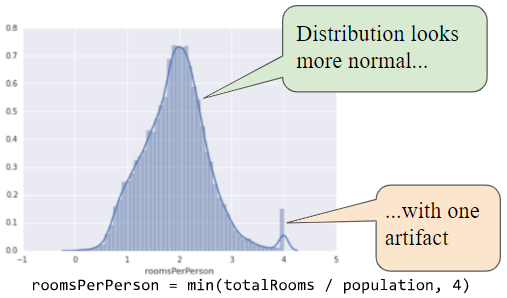 Distribution looks
more normal...
0.8
0.7
0.6
0.5
0.4
0.3
0.2
0.1
0.0
...with one
artifact
-1 0 1 2 3 4 5
roomsPerPerson
roomsPerPerson = min(totalRooms / population, 4)